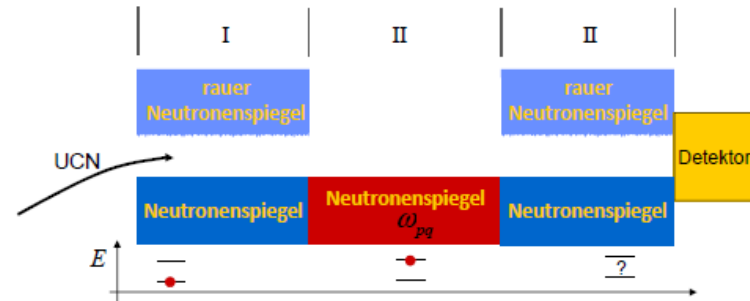 I II II
rauer
Neutronenspiegel
rauer
Neutronenspiegel
UCN
Detektor
Neutronenspiegel
Neutronenspiegel
ω_pq
Neutronenspiegel
E
?